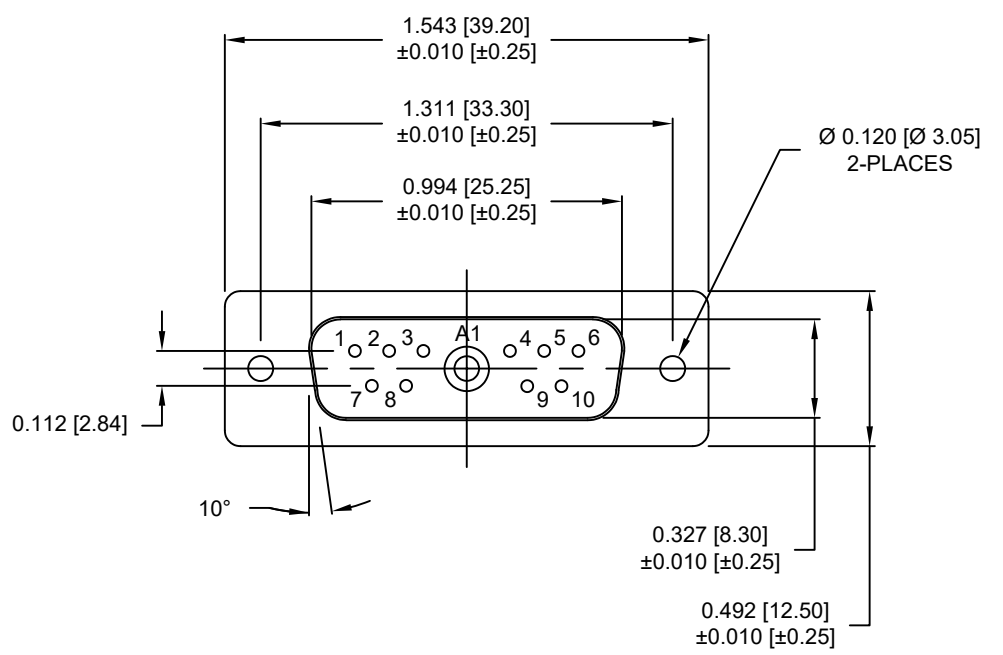 1.543 [39.20]
±0.010 [±0.25]
1.311 [33.30]
±0.010 [±0.25]
Ø 0.120 [Ø 3.05]
2-PLACES
0.994 [25.25]
±0.010 [±0.25]
A1
1 2 3 4 5 6
7 8 9 10
0.112 [2.84]
10°
0.327 [8.30]
±0.010 [±0.25]
0.492 [12.50]
±0.010 [±0.25]